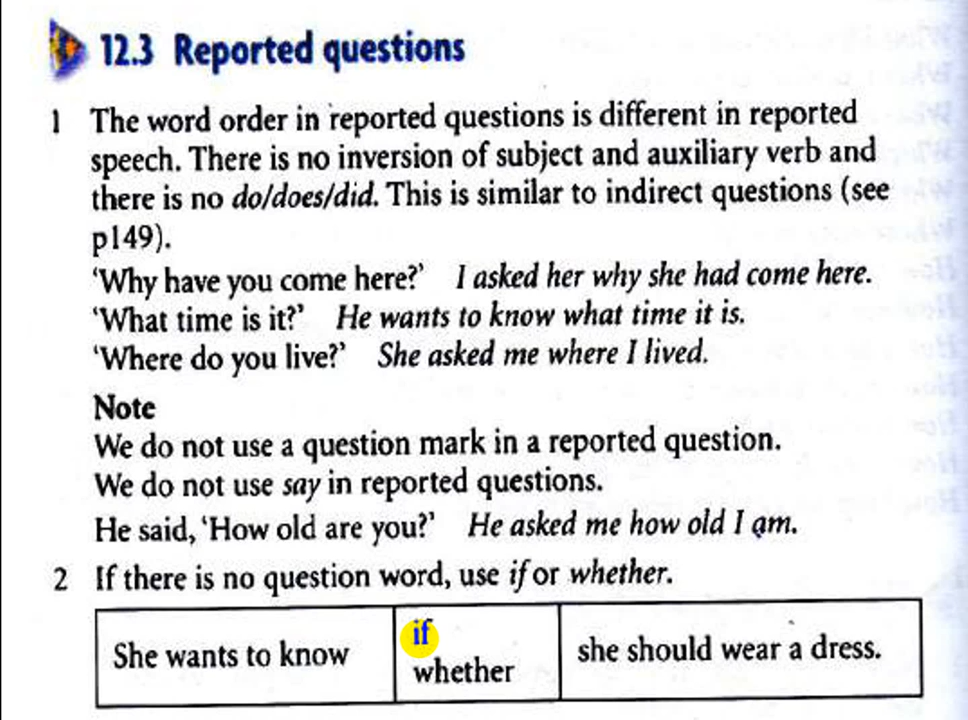 12.3 Reported questions
1 The word order in reported questions is different in reported
speech. There is no inversion of subject and auxiliary verb and
there is no do/does/did. This is similar to indirect questions (see
p149).
‘Why have you come here?’ I asked her why she had come here.
‘What time is it?’ He wants to know what time it is.
‘Where do you live?’ She asked me where I lived.
Note
We do not use a question mark in a reported question.
We do not use say in reported questions.
He said, ‘How old are you?’ He asked me how old I am.
2 If there is no question word, use if or whether.
if
She wants to know whether she should wear a dress.